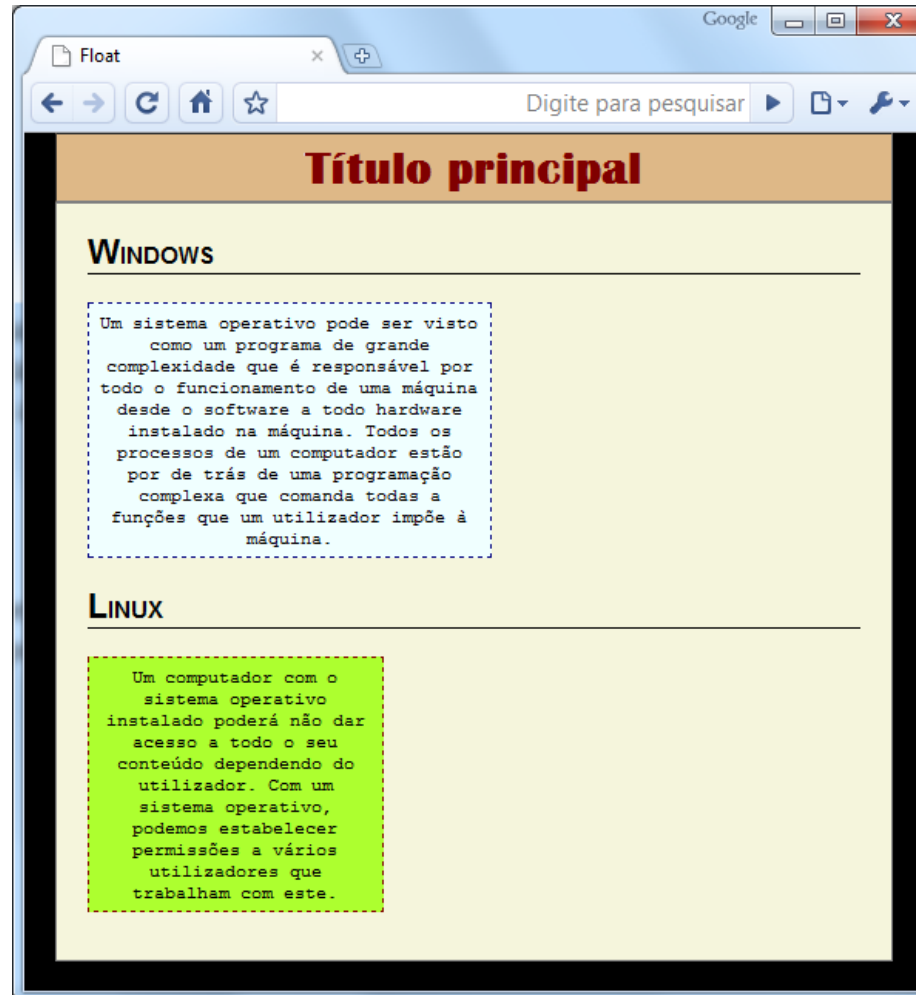 Google
Float
Digite para pesquisar
Título principal
Windows
Um sistema operativo pode ser visto
como um programa de grande
complexidade que é responsável por
todo o funcionamento de uma máquina
desde o software a todo hardware
instalado na máquina. Todos os
processos de um computador estão
por de trás de uma programação
complexa que comanda todas a
funções que um utilizador impõe à
máquina.
Linux
Um computador com o
sistema operativo
instalado poderá não dar
acesso a todo o seu
conteúdo dependendo do
utilizador. Com um
sistema operativo,
podemos estabelecer
permissões a vários
utilizadores que
trabalham com este.